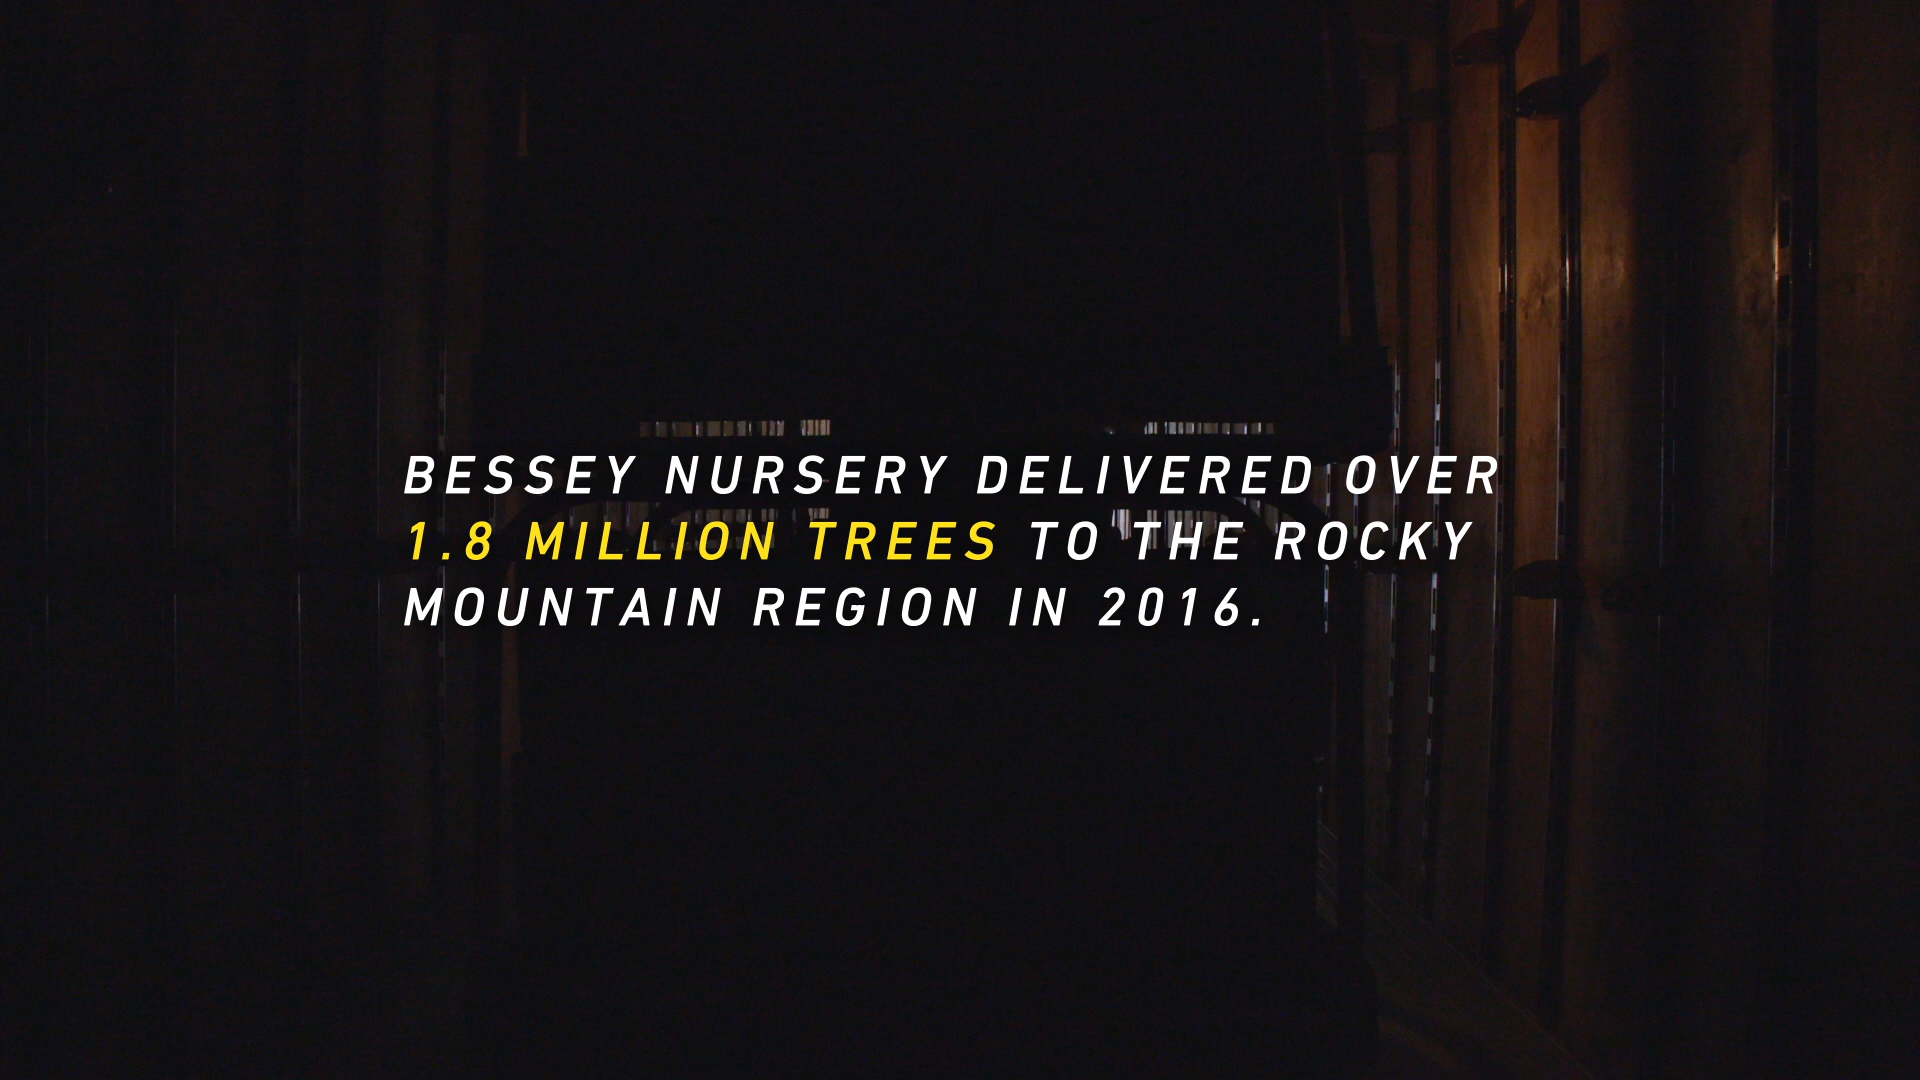 BESSEY NURSERY DELIVERED OVER
1.8 MILLION TREES TO THE ROCKY
MOUNTAIN REGION IN 2016.